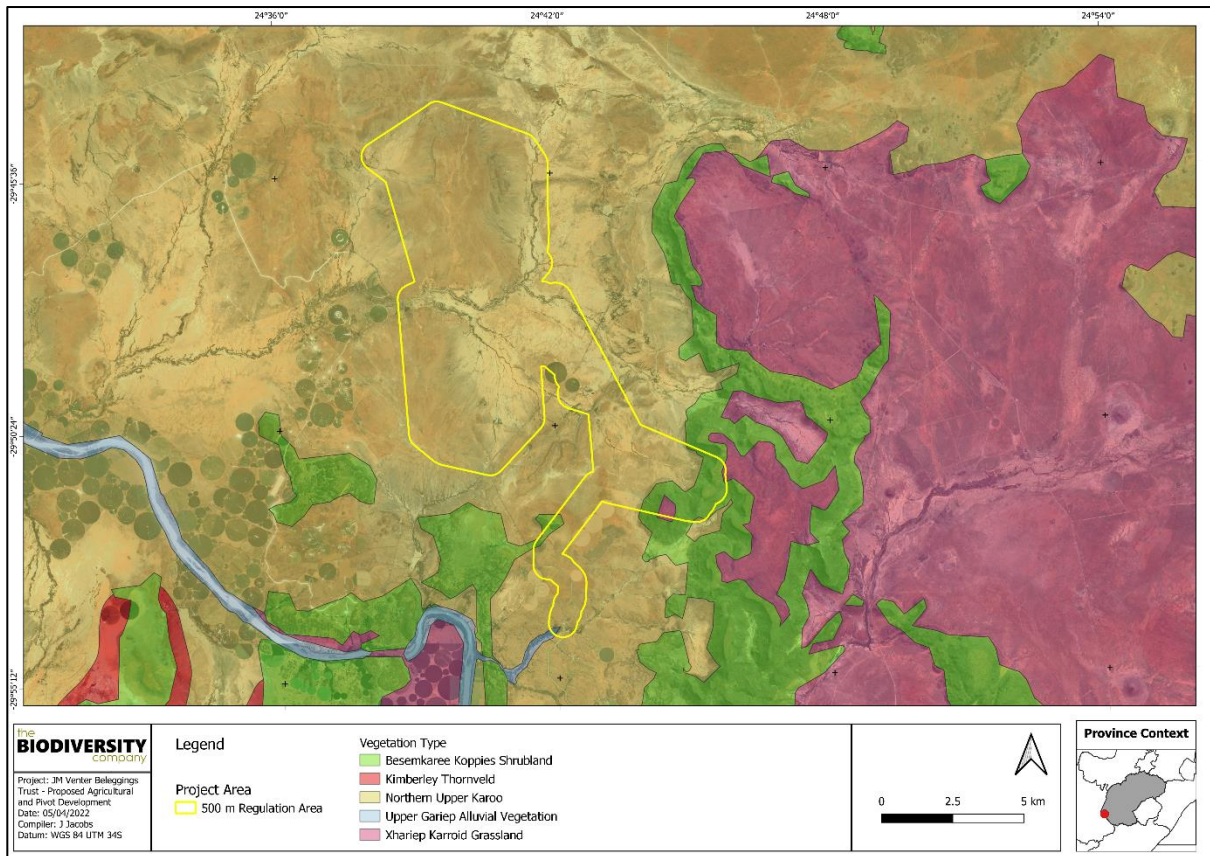 24°36'0"
24°42'0"
24°48'0"
24°54'0"
-29°45'36"
-29°50'24"
-29°55'12"
the
BIODIVERSITY
company
Project: JM Venter Beleggings
Trust - Proposed Agricultural
and Pivot Development
Date: 05/04/2022
Compiler: J Jacobs
Datum: WGS 84 UTM 34S
Legend
Project Area
500 m Regulation Area
Vegetation Type
Besemkaree Koppies Shrubland
Kimberley Thornveld
Northern Upper Karoo
Upper Gariep Alluvial Vegetation
Xhariep Karroid Grassland
0 2.5 5 km
Province Context